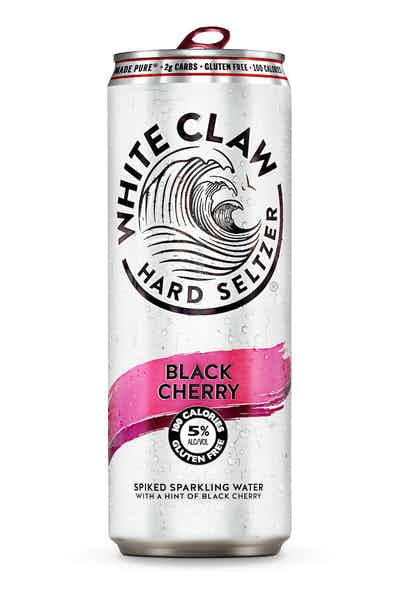 MADE PURE® • 2g CARBS • GLUTEN FREE • 100 CALORIES
WHITE CLAW
HARD SELTZER
®
BLACK
CHERRY
100 CALORIES
5%
ALC/VOL
GLUTEN FREE
SPIKED SPARKLING WATER
WITH A HINT OF BLACK CHERRY